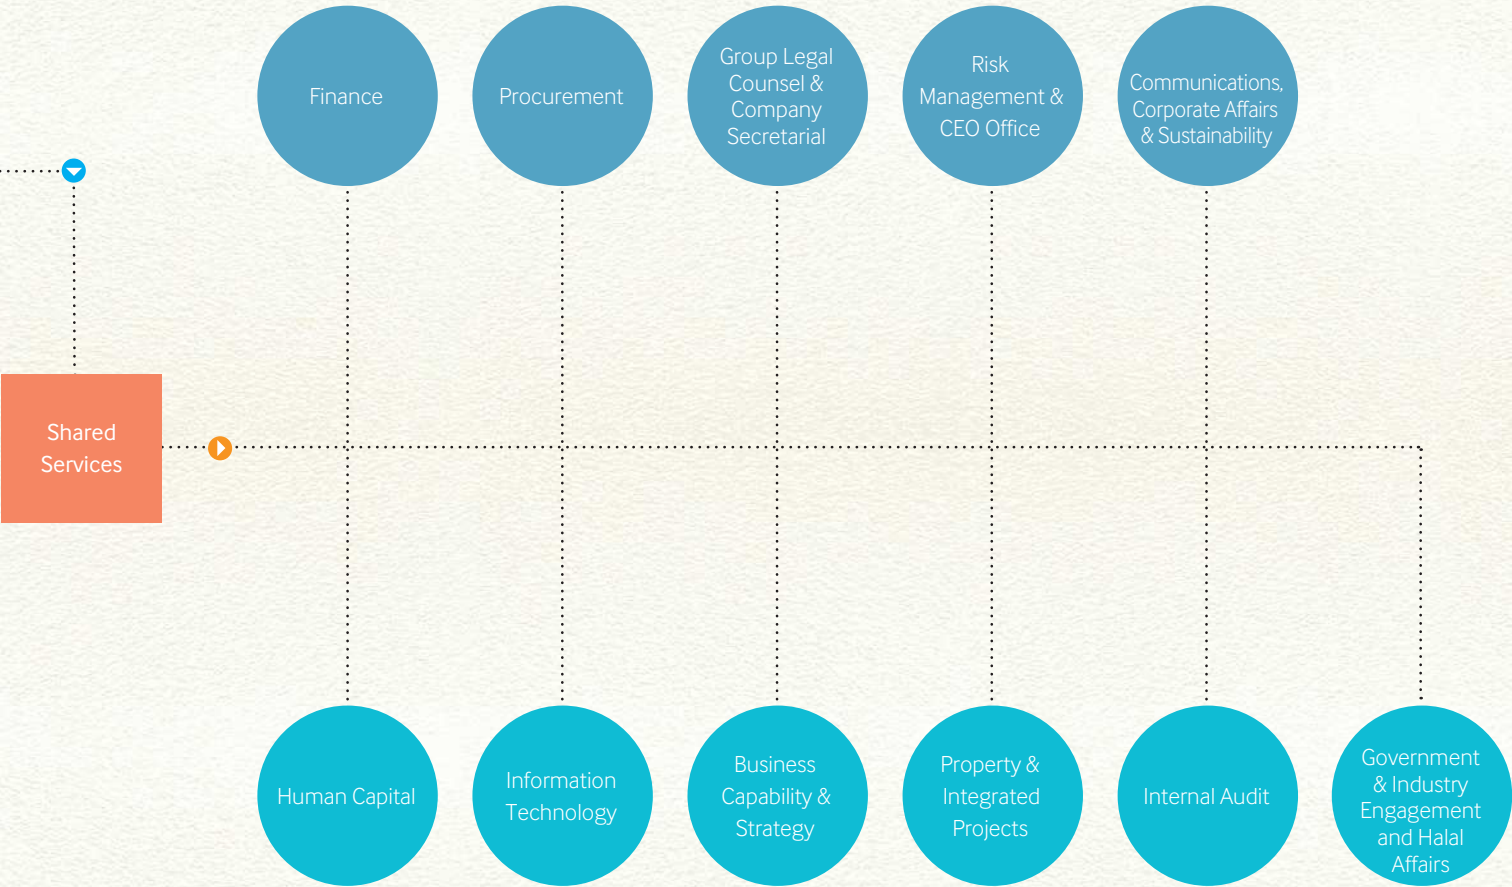 Finance
Procurement
Group Legal
Counsel &
Company
Secretarial
Risk
Management &
CEO Office
Communications,
Corporate Affairs
& Sustainability
Shared
Services
Human Capital
Information
Technology
Business
Capability &
Strategy
Property &
Integrated
Projects
Internal Audit
Government
& Industry
Engagement
and Halal
Affairs